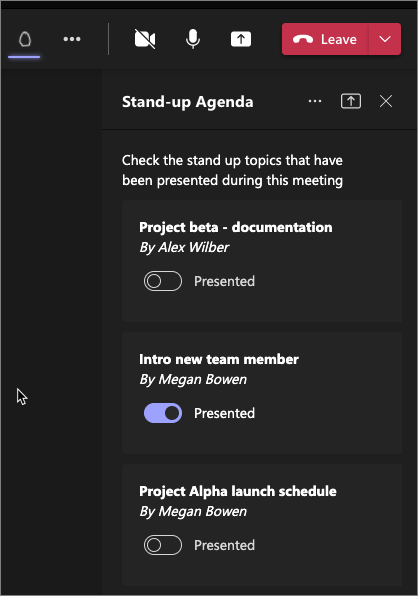 Leave
Stand-up Agenda
Check the stand up topics that have
been presented during this meeting
Project beta - documentation
By Alex Wilber
Presented
Intro new team member
By Megan Bowen
Presented
Project Alpha launch schedule
By Megan Bowen
Presented